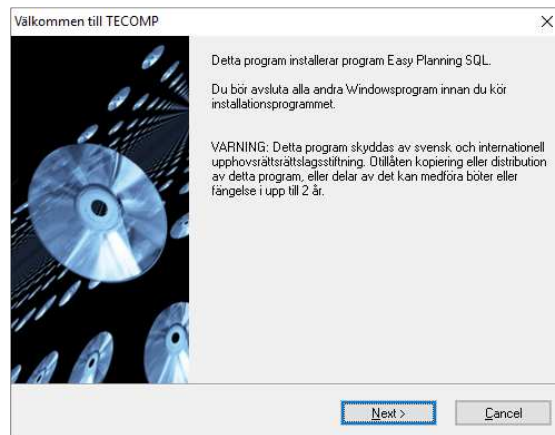 Välkommen till TECOMP
Detta program installerar program Easy Planning SQL.
Du bör avsluta alla andra Windowsprogram innan du kör
installationsprogrammet.
VARNING: Detta program skyddas av svensk och internationell
upphovsrättsrättslagsstiftning. Otillåten kopiering eller distribution
av detta program, eller delar av det kan medföra böter eller
fängelse i upp till 2 år.
Next >
Cancel